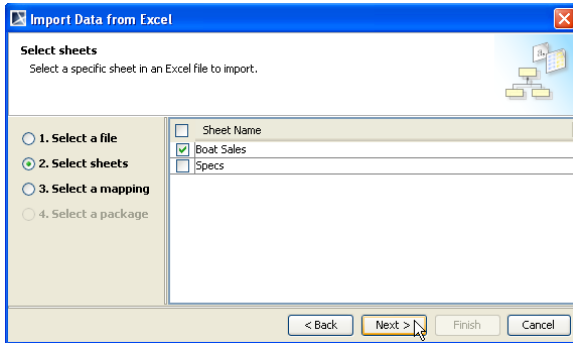 Import Data from Excel
Select sheets
Select a specific sheet in an Excel file to import.
a,
1. Select a file
2. Select sheets
3. Select a mapping
4. Select a package
Sheet Name
Boat Sales
Specs
< Back Next > Finish Cancel